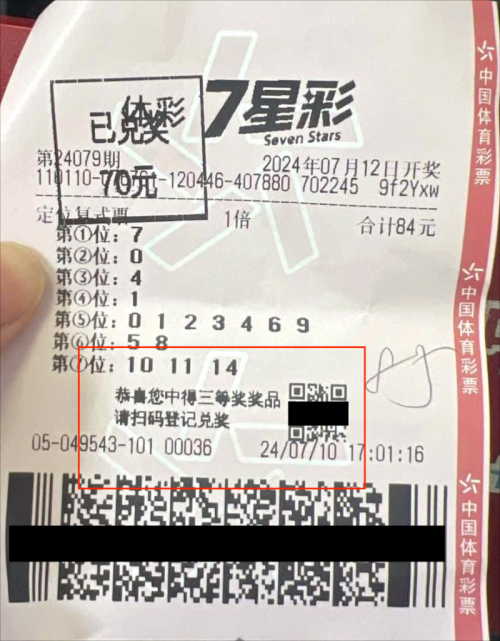 体彩 7星彩
Seven Stars
已兑奖
70元
第24079期 2024年07月12日开奖
120446-407880 702245 9f2Yxw
定位复式票 1倍 合计84元
第①位: 7
第②位: 0
第③位: 4
第④位: 1
第⑤位: 0 1 2 3 4 6 9
第⑥位: 5 8
第⑦位: 10 11 14
恭喜您中得三等奖奖品
请扫码登记兑奖
05-049543-101 00036 24/07/10 17:01:16
中国体育彩票
中国体育彩票
中国体育彩票